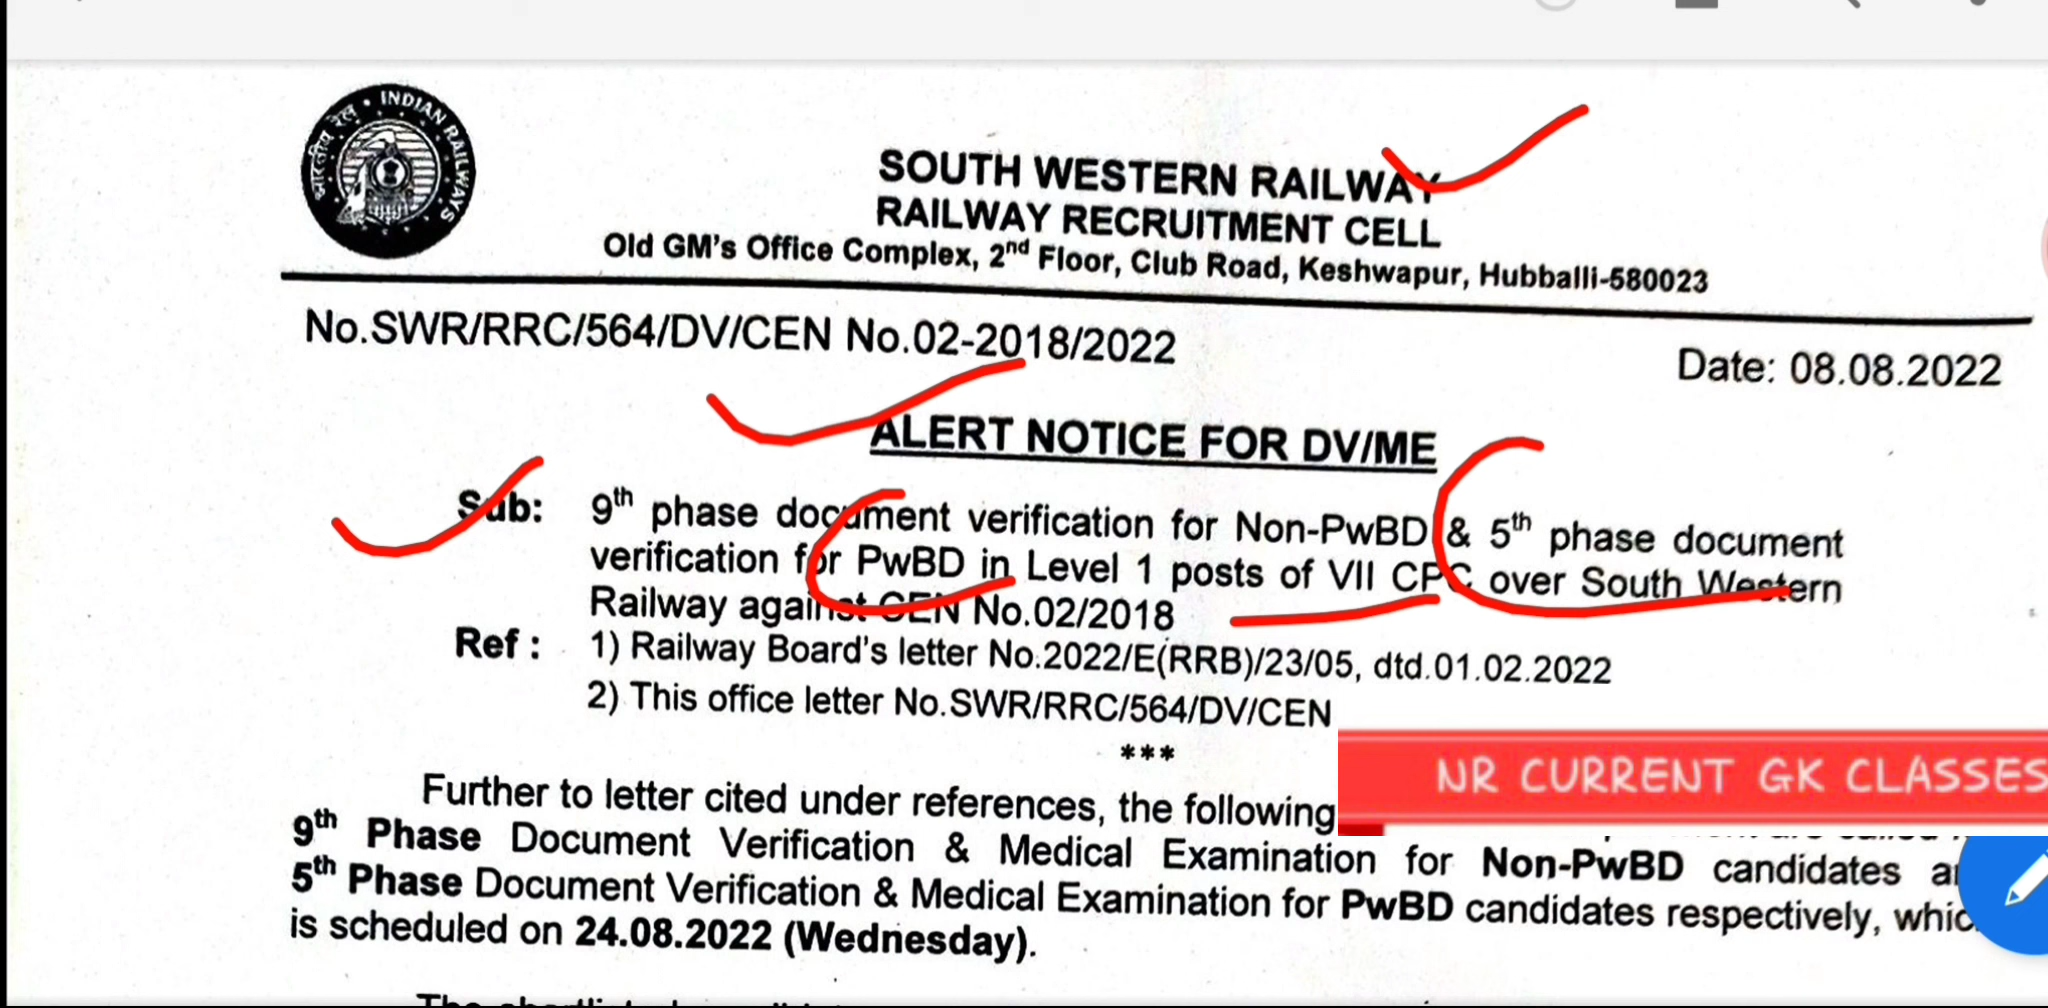 भारतीय रेल • INDIAN RAILWAYS
SOUTH WESTERN RAILWAY
RAILWAY RECRUITMENT CELL
Old GM's Office Complex, 2nd Floor, Club Road, Keshwapur, Hubballi-580023
No.SWR/RRC/564/DV/CEN No.02-2018/2022
Date: 08.08.2022
ALERT NOTICE FOR DV/ME
Sub: 9th phase document verification for Non-PwBD & 5th phase document
verification for PwBD in Level 1 posts of VII CPC over South Western
Railway against CEN No.02/2018
Ref : 1) Railway Board's letter No.2022/E(RRB)/23/05, dtd.01.02.2022
2) This office letter No.SWR/RRC/564/DV/CEN
***
NR CURRENT GK CLASSES
Further to letter cited under references, the following
9th Phase Document Verification & Medical Examination for Non-PwBD candidates
5th Phase Document Verification & Medical Examination for PwBD candidates respectively,
is scheduled on 24.08.2022 (Wednesday).